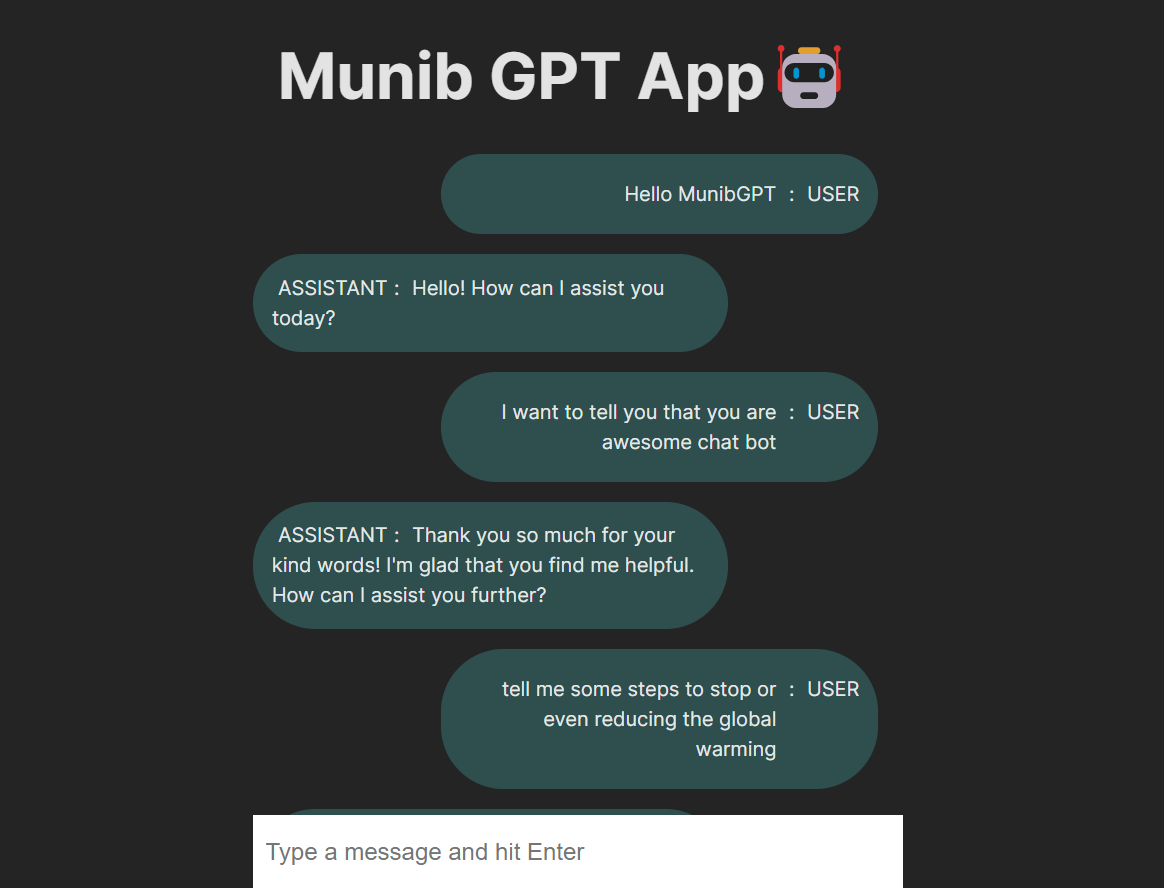 Munib GPT App
Hello MunibGPT : USER
ASSISTANT : Hello! How can I assist you
today?
I want to tell you that you are : USER
awesome chat bot
ASSISTANT : Thank you so much for your
kind words! I'm glad that you find me helpful.
How can I assist you further?
tell me some steps to stop or : USER
even reducing the global
warming
Type a message and hit Enter